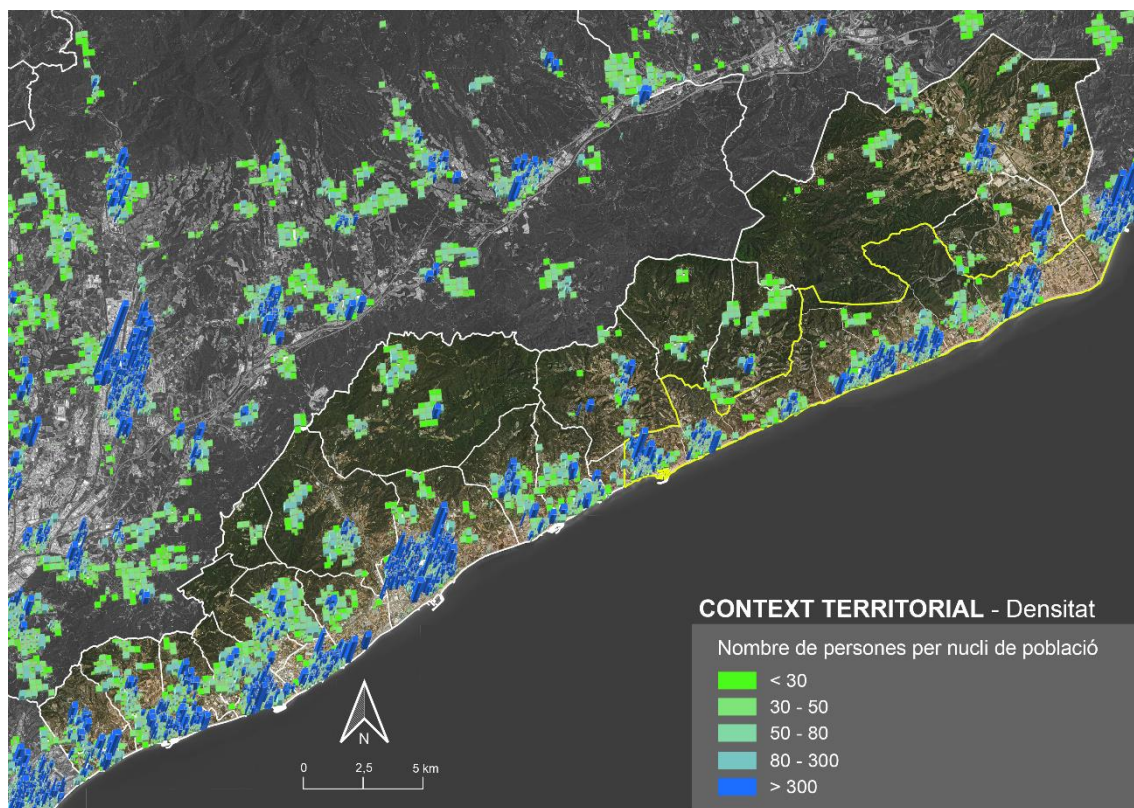 CONTEXT TERRITORIAL - Densitat
Nombre de persones per nucli de població
< 30
30 - 50
50 - 80
80 - 300
> 300
N
0 2,5 5 km